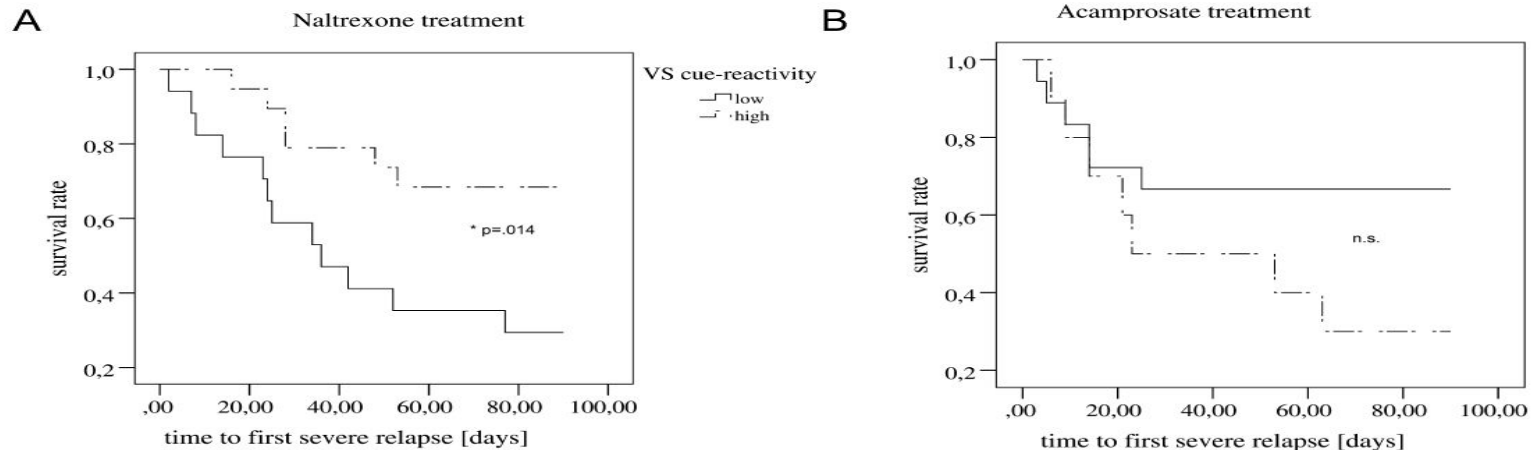 A
Naltrexone treatment
VS cue-reactivity
low
high
survival rate
1,0
0,8
0,6
0,4
0,2
* p=.014
,00 20,00 40,00 60,00 80,00 100,00
time to first severe relapse [days]
B
Acamprosate treatment
survival rate
1,0
0,8
0,6
0,4
0,2
n.s.
,00 20,00 40,00 60,00 80,00 100,00
time to first severe relapse [days]